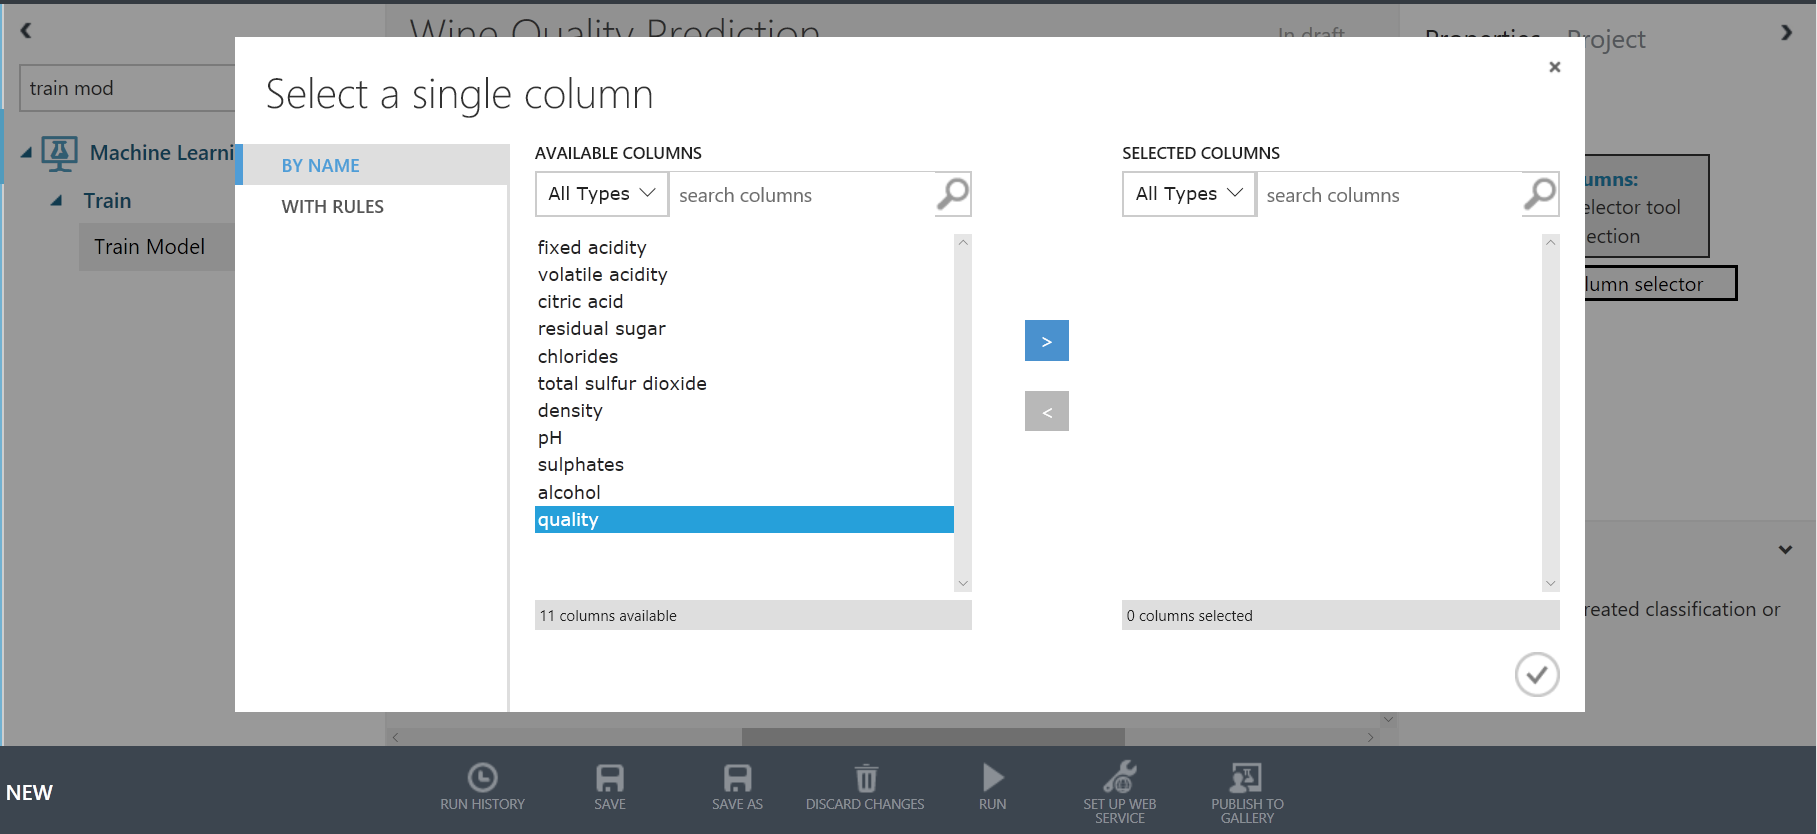 Wine Quality Prediction
In draft
Properties
Project
train mod
Select a single column
Machine Learni
Train
Train Model
BY NAME
WITH RULES
AVAILABLE COLUMNS
All Types
search columns
fixed acidity
volatile acidity
citric acid
residual sugar
chlorides
total sulfur dioxide
density
pH
sulphates
alcohol
quality
11 columns available
>
<
SELECTED COLUMNS
All Types
search columns
0 columns selected
umns:
elector tool
ection
lumn selector
reated classification or
NEW
RUN HISTORY
SAVE
SAVE AS
DISCARD CHANGES
RUN
SET UP WEB
SERVICE
PUBLISH TO
GALLERY